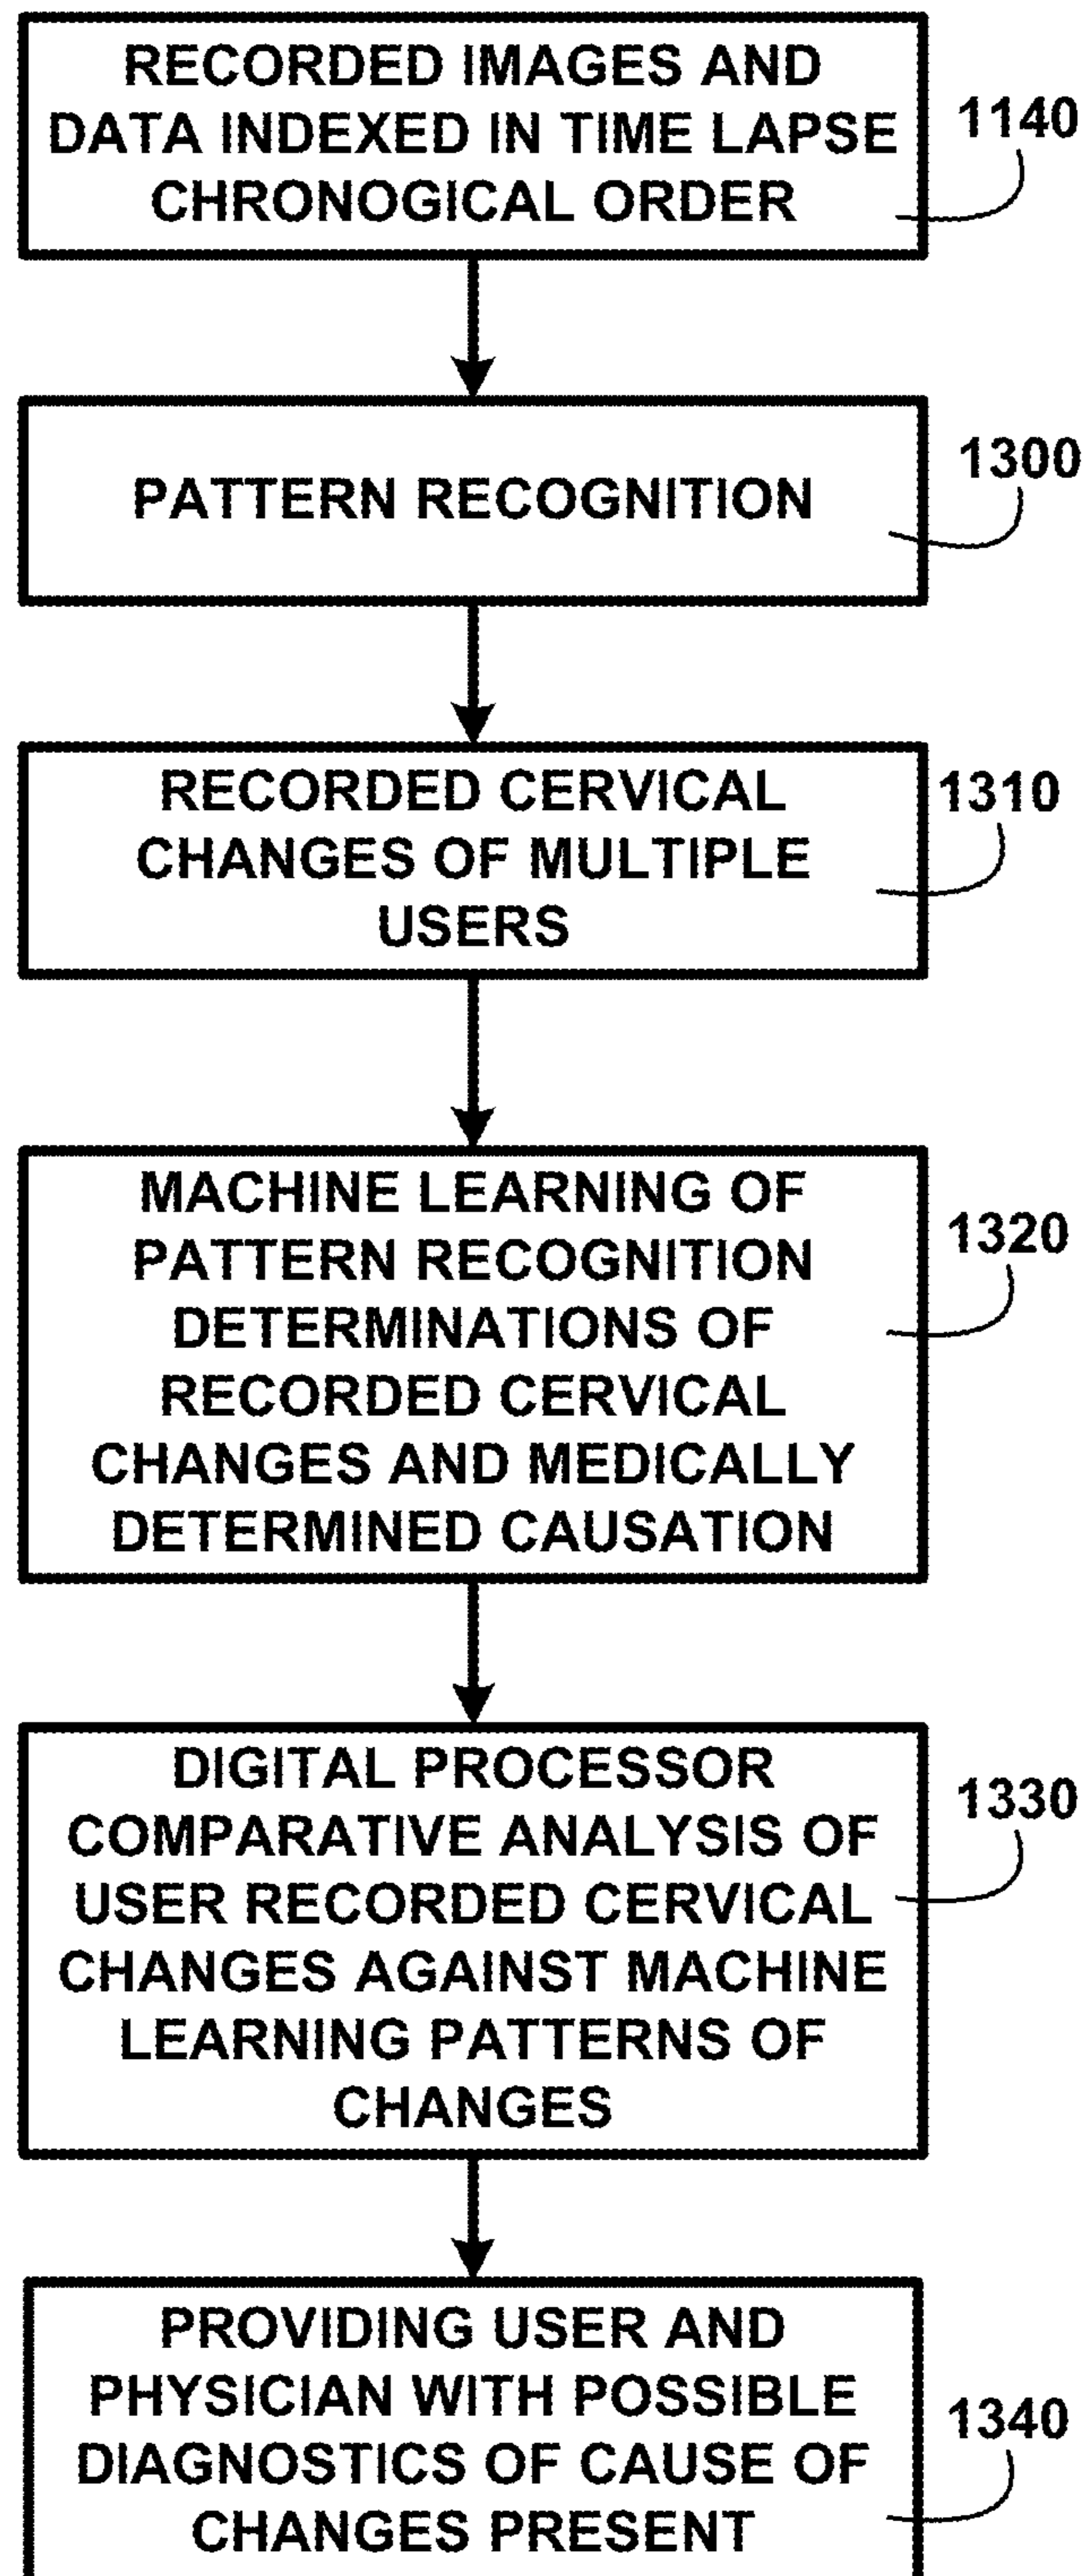 RECORDED IMAGES AND
DATA INDEXED IN TIME LAPSE
CHRONOGICAL ORDER
1140
PATTERN RECOGNITION
1300
RECORDED CERVICAL
CHANGES OF MULTIPLE
USERS
1310
MACHINE LEARNING OF
PATTERN RECOGNITION
DETERMINATIONS OF
RECORDED CERVICAL
CHANGES AND MEDICALLY
DETERMINED CAUSATION
1320
DIGITAL PROCESSOR
COMPARATIVE ANALYSIS OF
USER RECORDED CERVICAL
CHANGES AGAINST MACHINE
LEARNING PATTERNS OF
CHANGES
1330
PROVIDING USER AND
PHYSICIAN WITH POSSIBLE
DIAGNOSTICS OF CAUSE OF
CHANGES PRESENT
1340